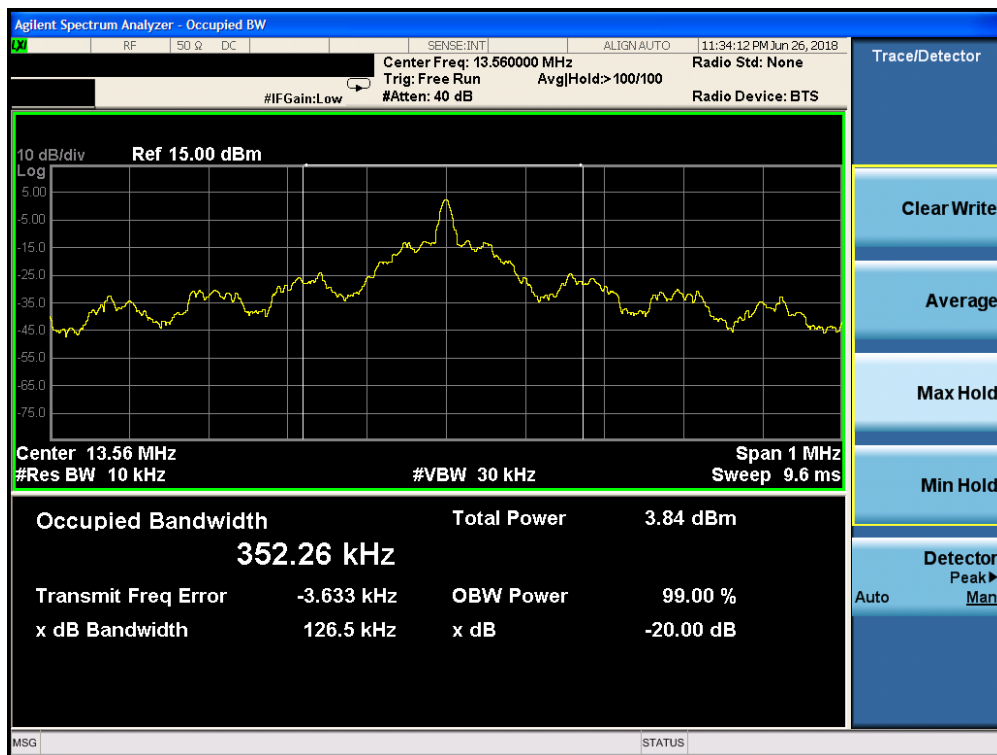 Agilent Spectrum Analyzer - Occupied BW
LXI RF 50 Ω DC SENSE:INT ALIGN AUTO 11:34:12 PM Jun 26, 2018
Center Freq: 13.560000 MHz Radio Std: None
Trig: Free Run Avg|Hold:>100/100
#IFGain:Low #Atten: 40 dB Radio Device: BTS
10 dB/div Ref 15.00 dBm
Log
5.00
-5.00
-15.0
-25.0
-35.0
-45.0
-55.0
-65.0
-75.0
Center 13.56 MHz Span 1 MHz
#Res BW 10 kHz #VBW 30 kHz Sweep 9.6 ms
Occupied Bandwidth Total Power 3.84 dBm
352.26 kHz
Transmit Freq Error -3.633 kHz OBW Power 99.00 %
x dB Bandwidth 126.5 kHz x dB -20.00 dB
MSG STATUS
Trace/Detector
Clear Write
Average
Max Hold
Min Hold
Detector
Peak▶
Auto Man